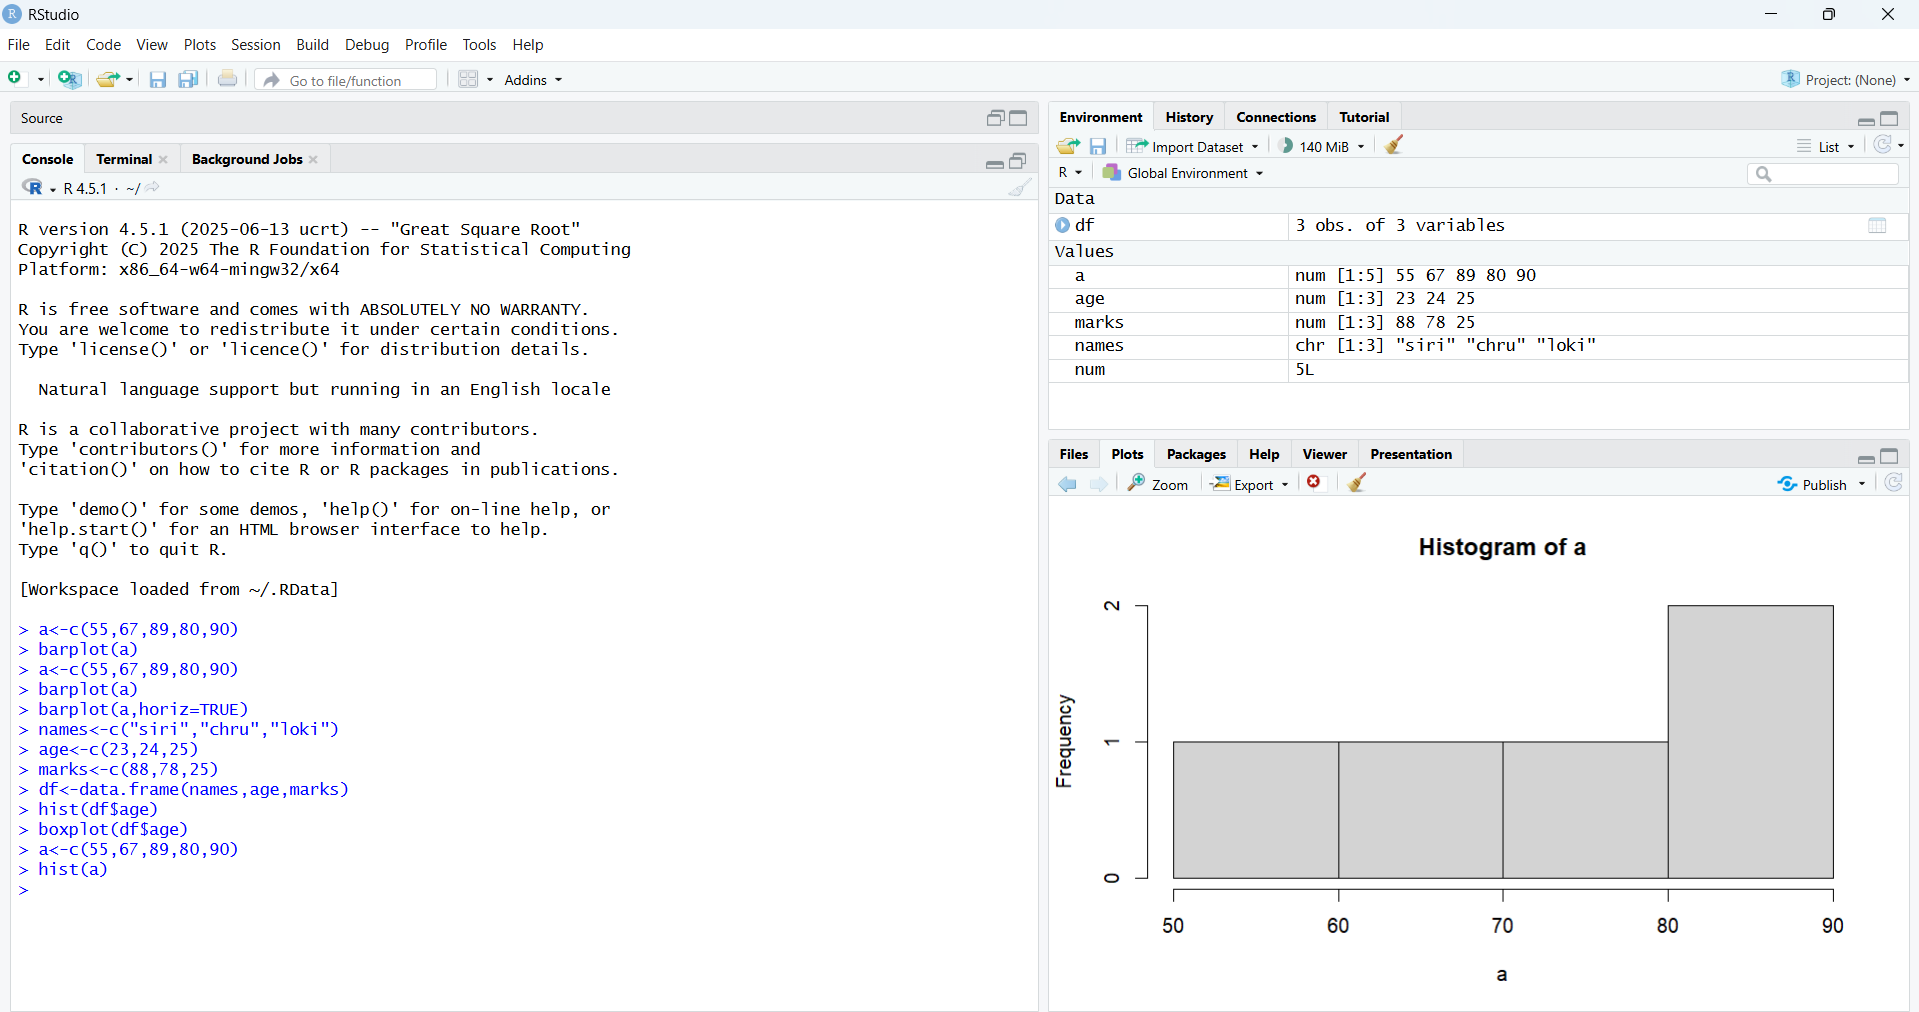 RStudio
File Edit Code View Plots Session Build Debug Profile Tools Help
Go to file/function Addins Project: (None)
Source
Console Terminal Background Jobs
R 4.5.1 · ~/
R version 4.5.1 (2025-06-13 ucrt) -- "Great Square Root"
Copyright (C) 2025 The R Foundation for Statistical Computing
Platform: x86_64-w64-mingw32/x64
R is free software and comes with ABSOLUTELY NO WARRANTY.
You are welcome to redistribute it under certain conditions.
Type 'license()' or 'licence()' for distribution details.
Natural language support but running in an English locale
R is a collaborative project with many contributors.
Type 'contributors()' for more information and
'citation()' on how to cite R or R packages in publications.
Type 'demo()' for some demos, 'help()' for on-line help, or
'help.start()' for an HTML browser interface to help.
Type 'q()' to quit R.
[Workspace loaded from ~/.RData]
> a<-c(55,67,89,80,90)
> barplot(a)
> a<-c(55,67,89,80,90)
> barplot(a)
> barplot(a,horiz=TRUE)
> names<-c("siri","chru","loki")
> age<-c(23,24,25)
> marks<-c(88,78,25)
> df<-data.frame(names,age,marks)
> hist(df$age)
> boxplot(df$age)
> a<-c(55,67,89,80,90)
> hist(a)
>
Environment History Connections Tutorial
Import Dataset 140 MiB List
R Global Environment
Data
df 3 obs. of 3 variables
Values
a num [1:5] 55 67 89 80 90
age num [1:3] 23 24 25
marks num [1:3] 88 78 25
names chr [1:3] "siri" "chru" "loki"
num 5L
Files Plots Packages Help Viewer Presentation
Zoom Export Publish
Histogram of a
Frequency
2
1
0
50 60 70 80 90
a